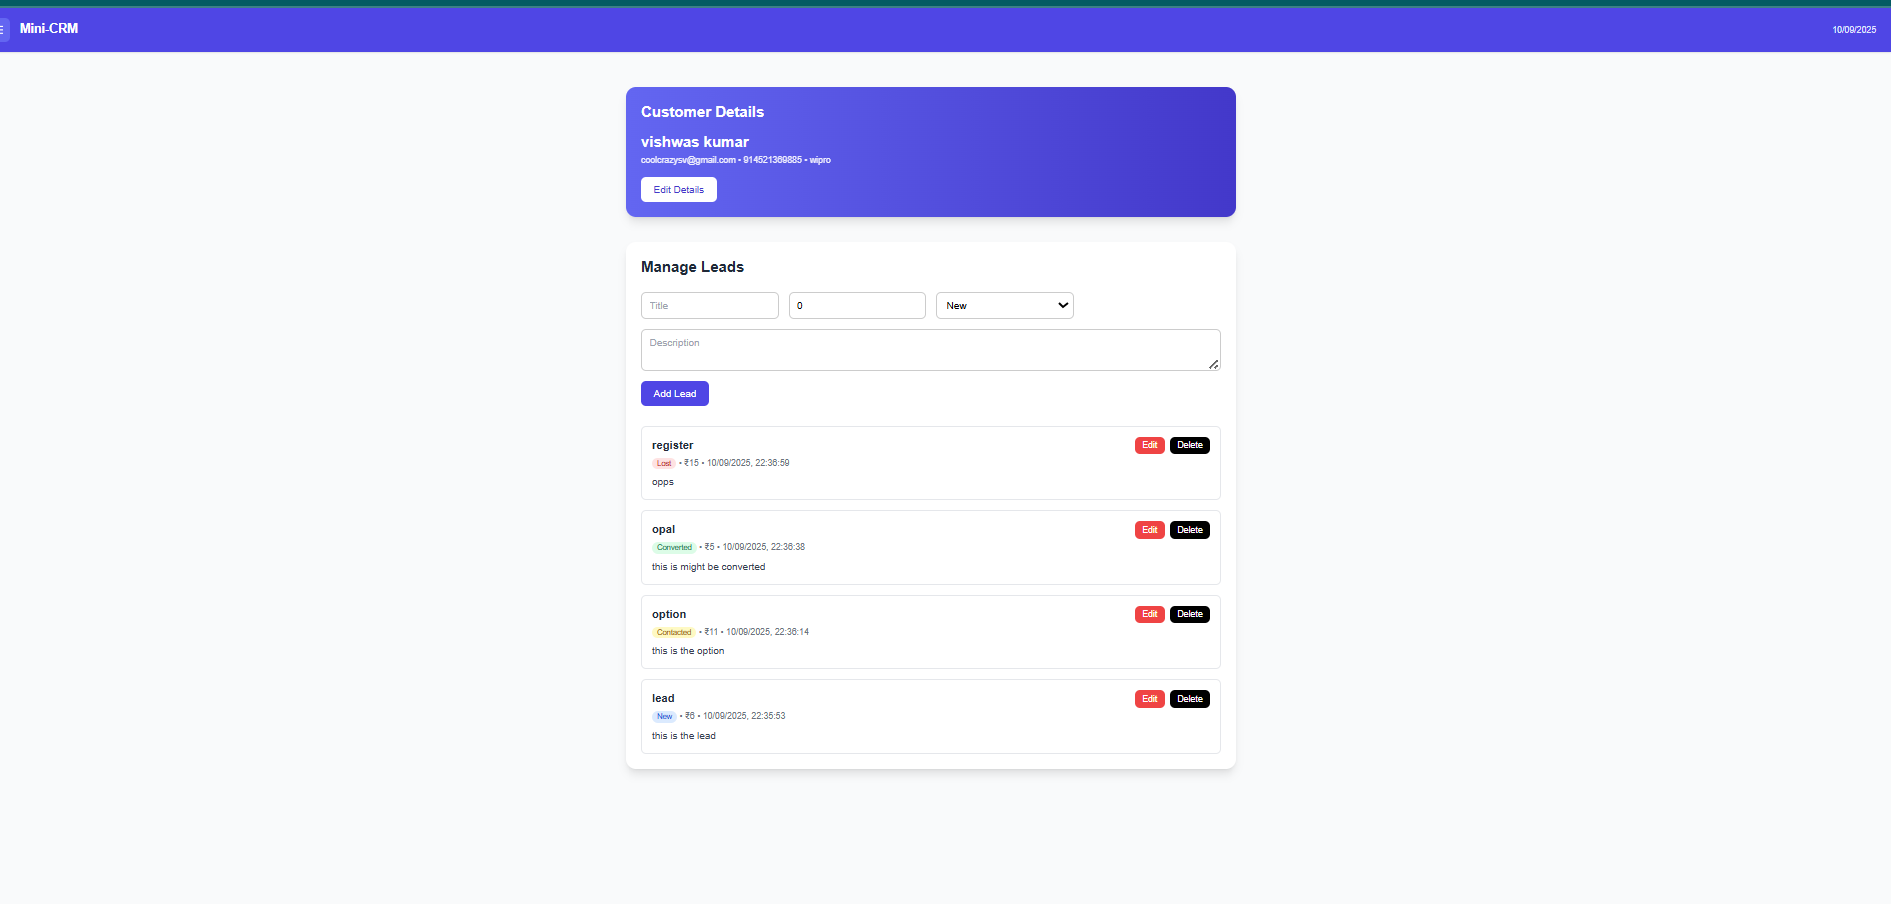 Mini-CRM
10/09/2025
Customer Details
vishwas kumar
coolcrazysv@gmail.com • 914521369885 • wipro
Edit Details
Manage Leads
Title
0
New
Description
Add Lead
register
Edit
Delete
Lost • ₹15 • 10/09/2025, 22:36:59
opps
opal
Edit
Delete
Converted • ₹5 • 10/09/2025, 22:36:38
this is might be converted
option
Edit
Delete
Contacted • ₹11 • 10/09/2025, 22:36:14
this is the option
lead
Edit
Delete
New • ₹6 • 10/09/2025, 22:35:53
this is the lead